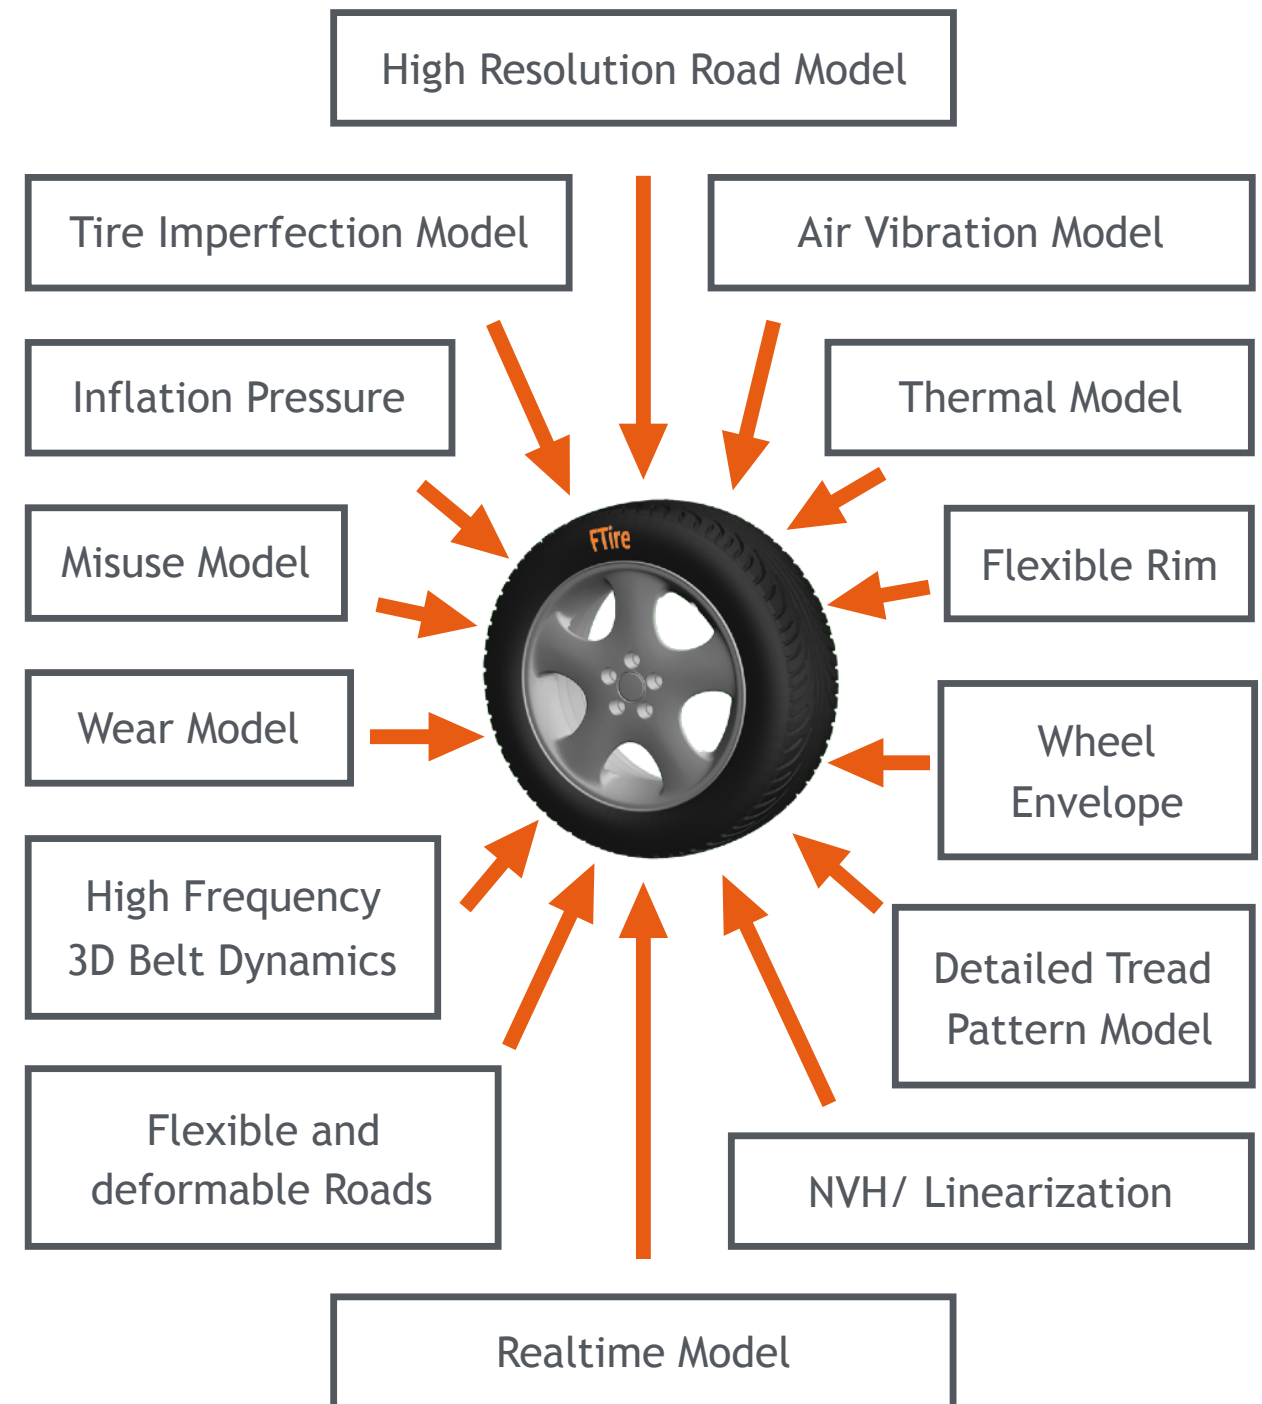 High Resolution Road Model
Tire Imperfection Model
Air Vibration Model
Inflation Pressure
Thermal Model
FTire
Misuse Model
Flexible Rim
Wear Model
Wheel
Envelope
High Frequency
3D Belt Dynamics
Detailed Tread
Pattern Model
Flexible and
deformable Roads
NVH/ Linearization
Realtime Model